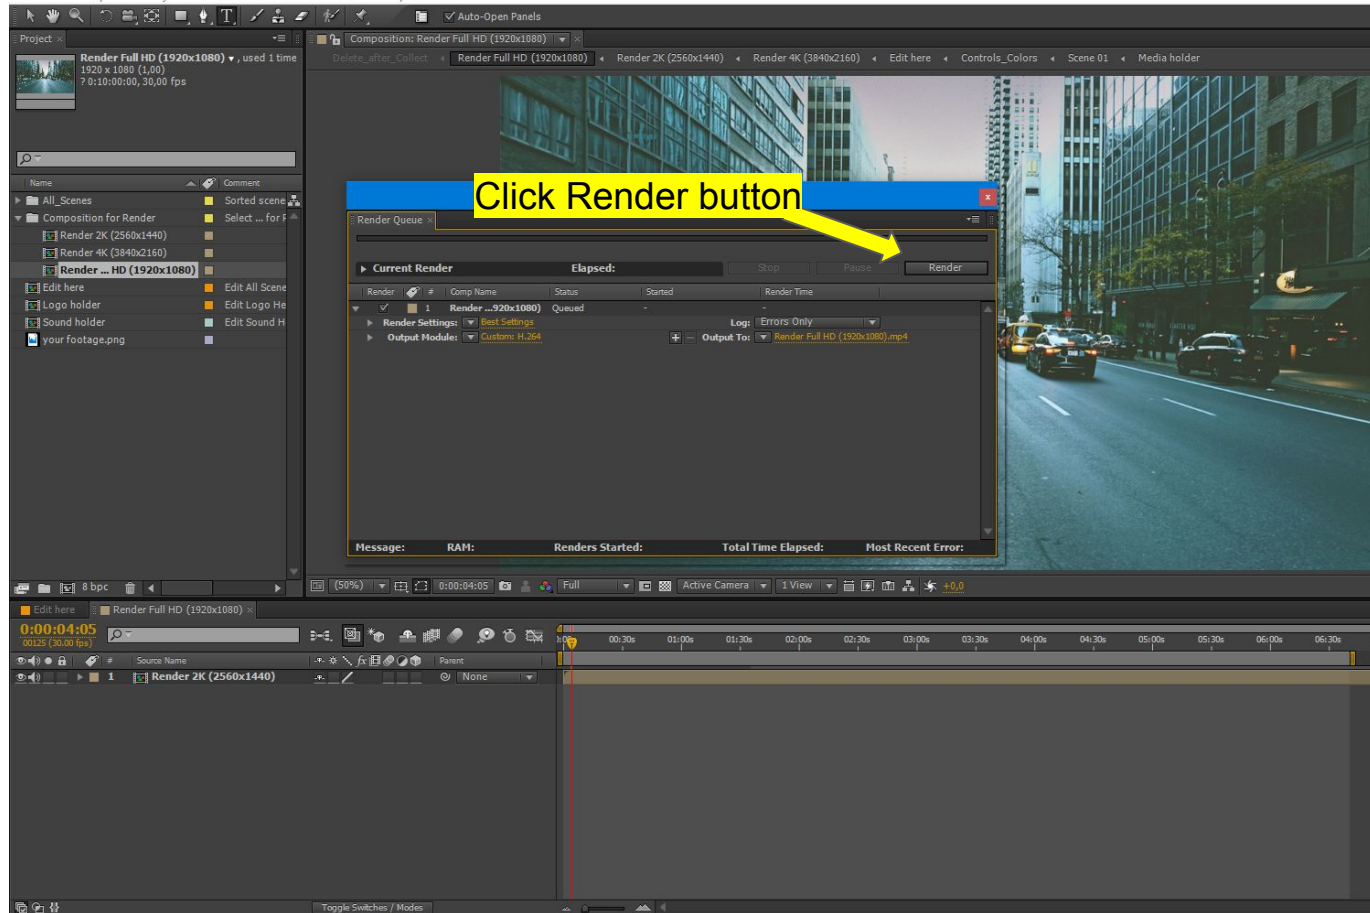 Auto-Open Panels
Project
Composition: Render Full HD (1920x1080)
Render Full HD (1920x1080) , used 1 time
1920 x 1080 (1,00)
? 0:10:00:00, 30,00 fps
Delete_after_Collect Render Full HD (1920x1080) Render 2K (2560x1440) Render 4K (3840x2160) Edit here Controls_Colors Scene 01 Media holder
Name Comment
All_Scenes Sorted scene
Composition for Render Select ... for F
Render 2K (2560x1440)
Render 4K (3840x2160)
Render ... HD (1920x1080)
Edit here Edit All Scene
Logo holder Edit Logo He
Sound holder Edit Sound H
your footage.png
Click Render button
Render Queue
Current Render Elapsed: Stop Pause Render
Render # Comp Name Status Started Render Time
1 Render ...920x1080) Queued - -
Render Settings: Best Settings Log: Errors Only
Output Module: Custom: H.264 + - Output To: Render Full HD (1920x1080).mp4
Message: RAM: Renders Started: Total Time Elapsed: Most Recent Error:
8 bpc
(50%) 0:00:04:05 Full Active Camera 1 View +0,0
Edit here Render Full HD (1920x1080)
0:00:04:05
00125 (30.00 fps)
00:30s 01:00s 01:30s 02:00s 02:30s 03:00s 03:30s 04:00s 04:30s 05:00s 05:30s 06:00s 06:30s
# Source Name fx Parent
1 Render 2K (2560x1440) None
Toggle Switches / Modes